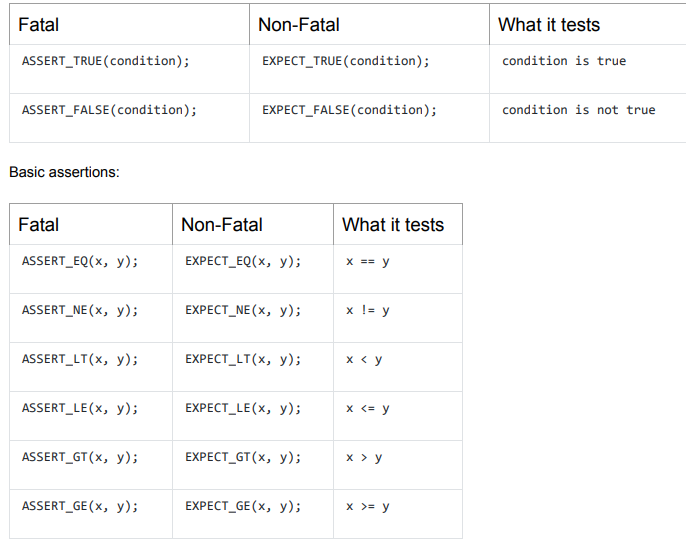 Fatal Non-Fatal What it tests
ASSERT_TRUE(condition); EXPECT_TRUE(condition); condition is true
ASSERT_FALSE(condition); EXPECT_FALSE(condition); condition is not true
Basic assertions:
Fatal Non-Fatal What it tests
ASSERT_EQ(x, y); EXPECT_EQ(x, y); x == y
ASSERT_NE(x, y); EXPECT_NE(x, y); x != y
ASSERT_LT(x, y); EXPECT_LT(x, y); x < y
ASSERT_LE(x, y); EXPECT_LE(x, y); x <= y
ASSERT_GT(x, y); EXPECT_GT(x, y); x > y
ASSERT_GE(x, y); EXPECT_GE(x, y); x >= y